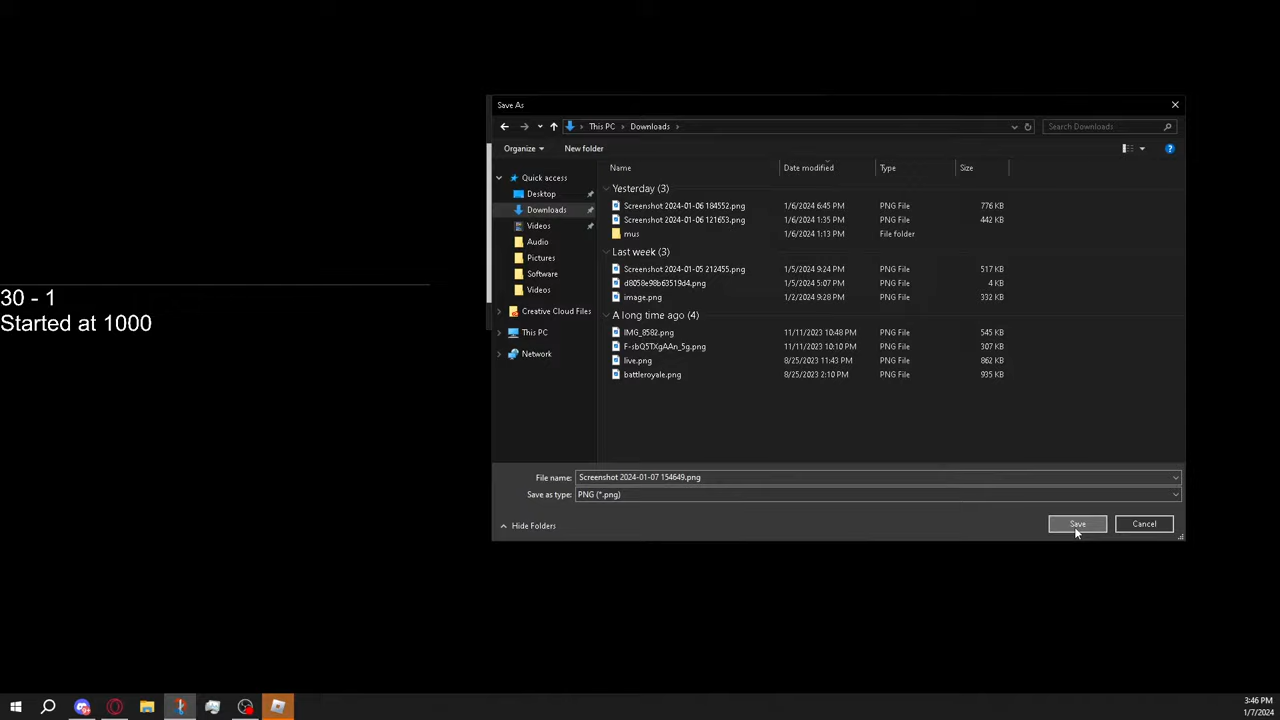 Save As
This PC > Downloads >
Search Downloads
Organize
New folder
Name Date modified Type Size
Quick access
Desktop
Downloads
Videos
Audio
Pictures
Software
Videos
Creative Cloud Files
This PC
Network
Yesterday (3)
Screenshot 2024-01-06 184552.png 1/6/2024 6:45 PM PNG File 776 KB
Screenshot 2024-01-06 121653.png 1/6/2024 1:35 PM PNG File 442 KB
mus 1/6/2024 1:13 PM File folder
Last week (3)
Screenshot 2024-01-05 212455.png 1/5/2024 9:24 PM PNG File 517 KB
d8058e98b63519d4.png 1/5/2024 5:07 PM PNG File 4 KB
image.png 1/2/2024 9:28 PM PNG File 332 KB
A long time ago (4)
IMG_8582.png 11/11/2023 10:48 PM PNG File 545 KB
F-sbQ5TXgAAn_5g.png 11/11/2023 10:10 PM PNG File 307 KB
live.png 8/25/2023 11:43 PM PNG File 862 KB
battleroyale.png 8/25/2023 2:10 PM PNG File 935 KB
30 - 1
Started at 1000
File name: Screenshot 2024-01-07 154649.png
Save as type: PNG (*.png)
Hide Folders
Save
Cancel
3:46 PM
1/7/2024